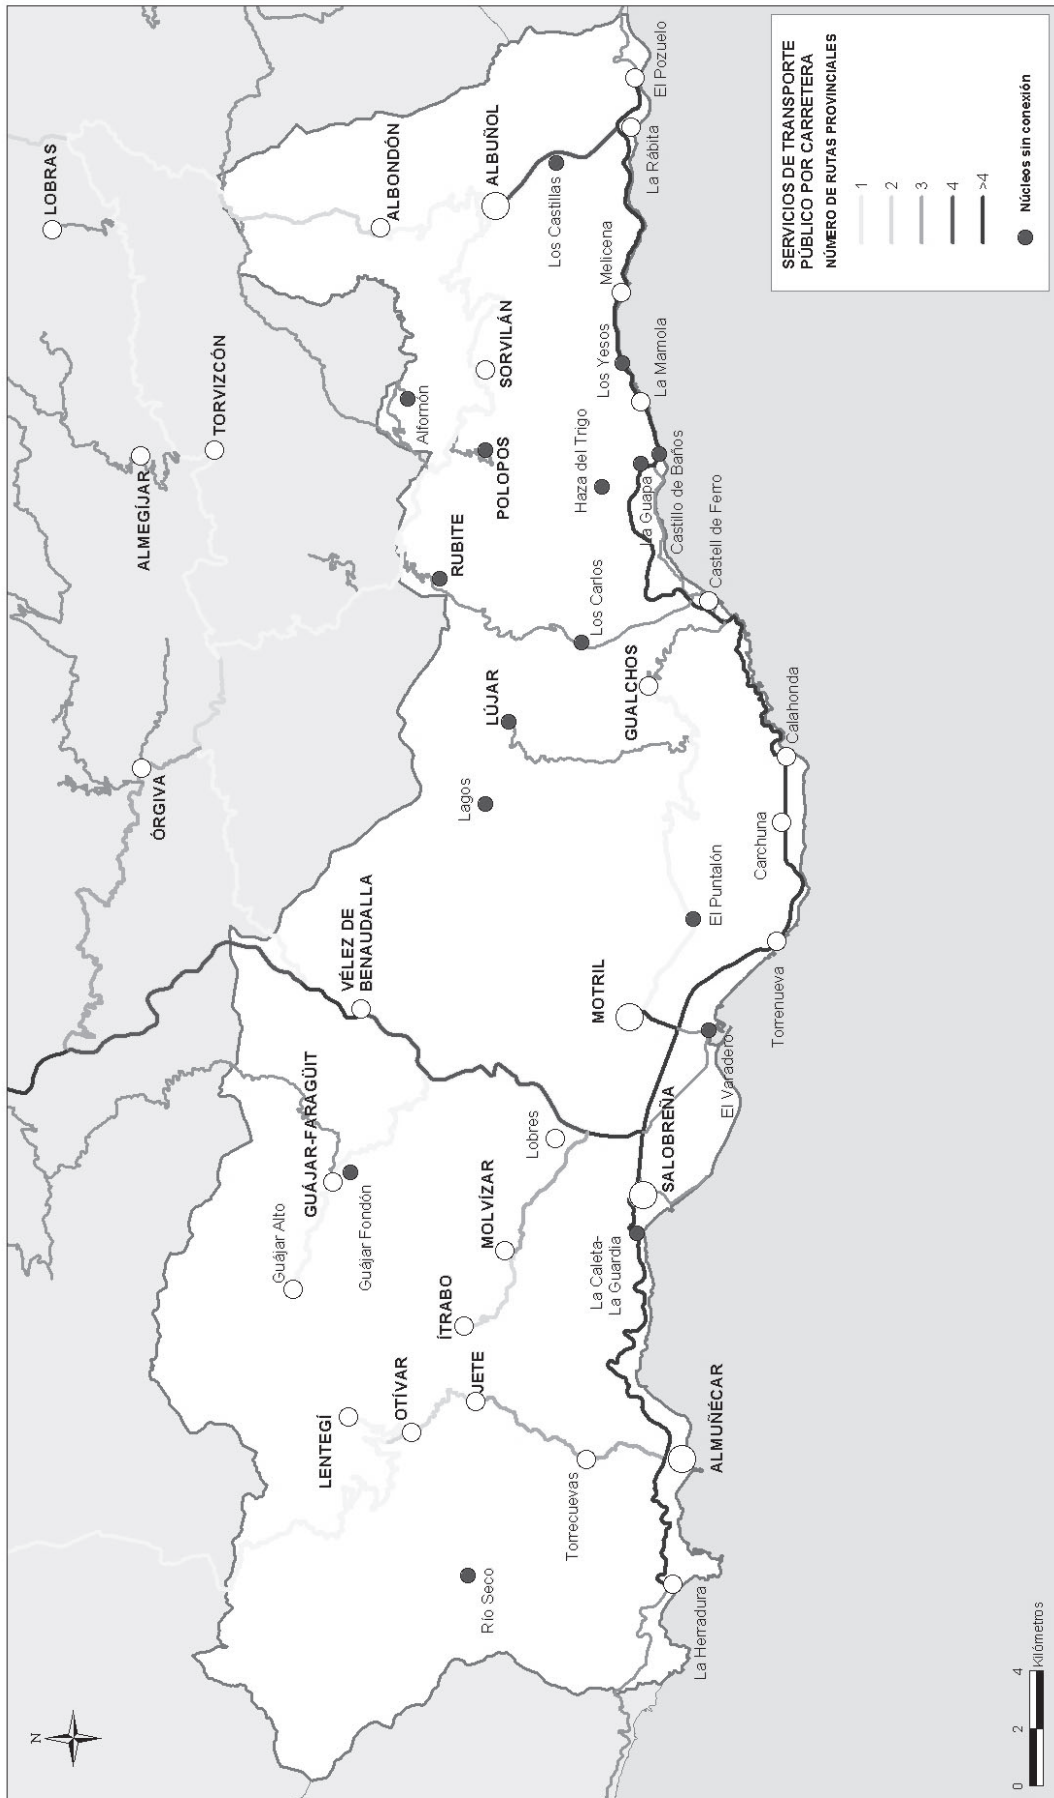 N
LOBRAS
ALMEGÍJAR
TORVIZCÓN
ÓRGIVA
ALBONDÓN
ALBUÑOL
Los Castillas
El Pozuelo
La Rábita
Melicena
SORVILÁN
Alfornón
POLOPOS
Haza del Trigo
Los Yesos
La Mamola
La Guapa
Castillo de Baños
Castell de Ferro
RUBITE
Los Carlos
LÚJAR
GUALCHOS
Lagos
Calahonda
Carchuna
El Puntalón
Torrenueva
VÉLEZ DE
BENAUDALLA
MOTRIL
El Varadero
SALOBREÑA
Lobres
GUÁJAR-FARAGÜIT
Guájar Fondón
Guájar Alto
MOLVÍZAR
ÍTRABO
La Caleta-
La Guardia
LENTEGÍ
OTÍVAR
JETE
Torrecuevas
ALMUÑÉCAR
Río Seco
La Herradura
0 2 4
Kilómetros
SERVICIOS DE TRANSPORTE
PÚBLICO POR CARRETERA
NÚMERO DE RUTAS PROVINCIALES
1
2
3
4
>4
Núcleos sin conexión